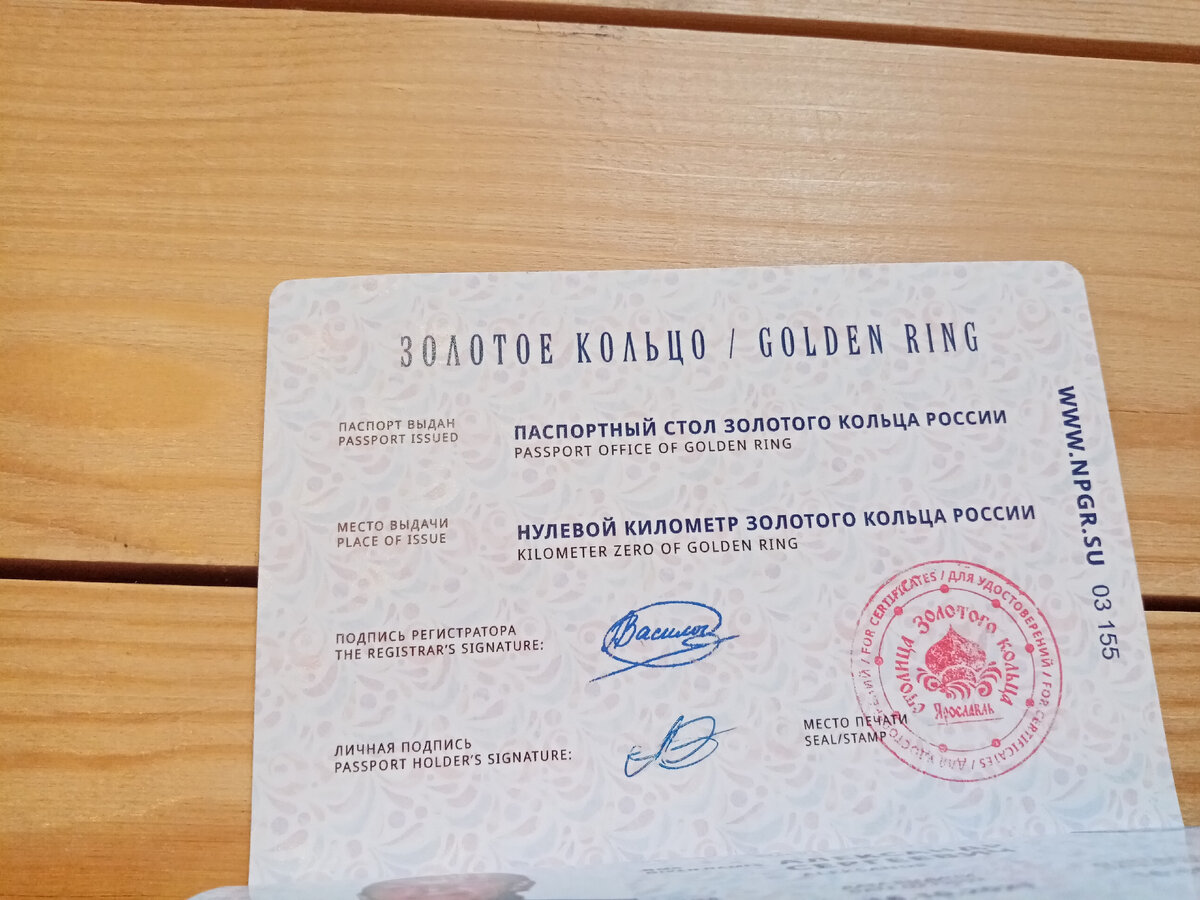 ЗОЛОТОЕ КОЛЬЦО / GOLDEN RING
ПАСПОРТ ВЫДАН
PASSPORT ISSUED
ПАСПОРТНЫЙ СТОЛ ЗОЛОТОГО КОЛЬЦА РОССИИ
PASSPORT OFFICE OF GOLDEN RING
МЕСТО ВЫДАЧИ
PLACE OF ISSUE
НУЛЕВОЙ КИЛОМЕТР ЗОЛОТОГО КОЛЬЦА РОССИИ
KILOMETER ZERO OF GOLDEN RING
ПОДПИСЬ РЕГИСТРАТОРА
THE REGISTRAR'S SIGNATURE:
ЛИЧНАЯ ПОДПИСЬ
PASSPORT HOLDER'S SIGNATURE:
МЕСТО ПЕЧАТИ
SEAL/STAMP
/ FOR CERTIFICATES / ДЛЯ УДОСТОВЕРЕНИЙ / FOR CERTIFICATES / ДЛЯ УДОСТОВЕРЕНИЙ
СТОЛИЦА ЗОЛОТОГО КОЛЬЦА
Ярославль
WWW.NPGR.SU 03 155
СЕРГЕЕВИЧ